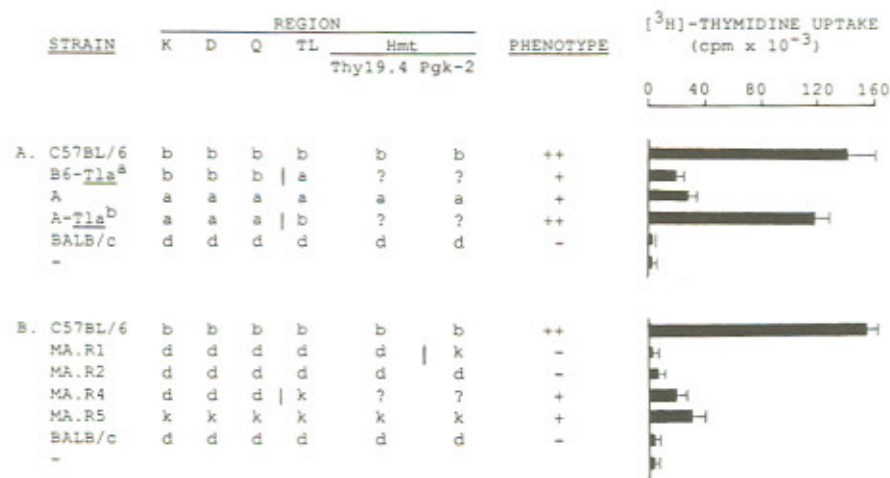 REGION [³H]-THYMIDINE UPTAKE
STRAIN K D Q TL Hmt PHENOTYPE (cpm x 10⁻³)
Thy19.4 Pgk-2
0 40 80 120 160
A. C57BL/6 b b b b b b ++
B6-Tlaᵃ b b b | a ? ? +
A a a a a a a +
A-Tlaᵇ a a a | b ? ? ++
BALB/c d d d d d d -
-
B. C57BL/6 b b b b b b ++
MA.R1 d d d d d | k -
MA.R2 d d d d d d -
MA.R4 d d d | k ? ? +
MA.R5 k k k k k k +
BALB/c d d d d d d -
-